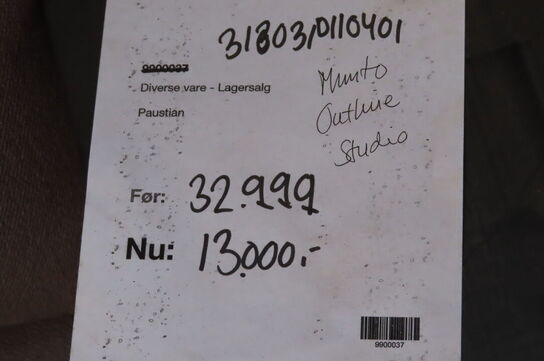 31803/0110401
9900037
Diverse vare - Lagersalg
Paustian
Muuto
Outline
Studio
Før: 32.999
Nu: 13.000,-
9900037